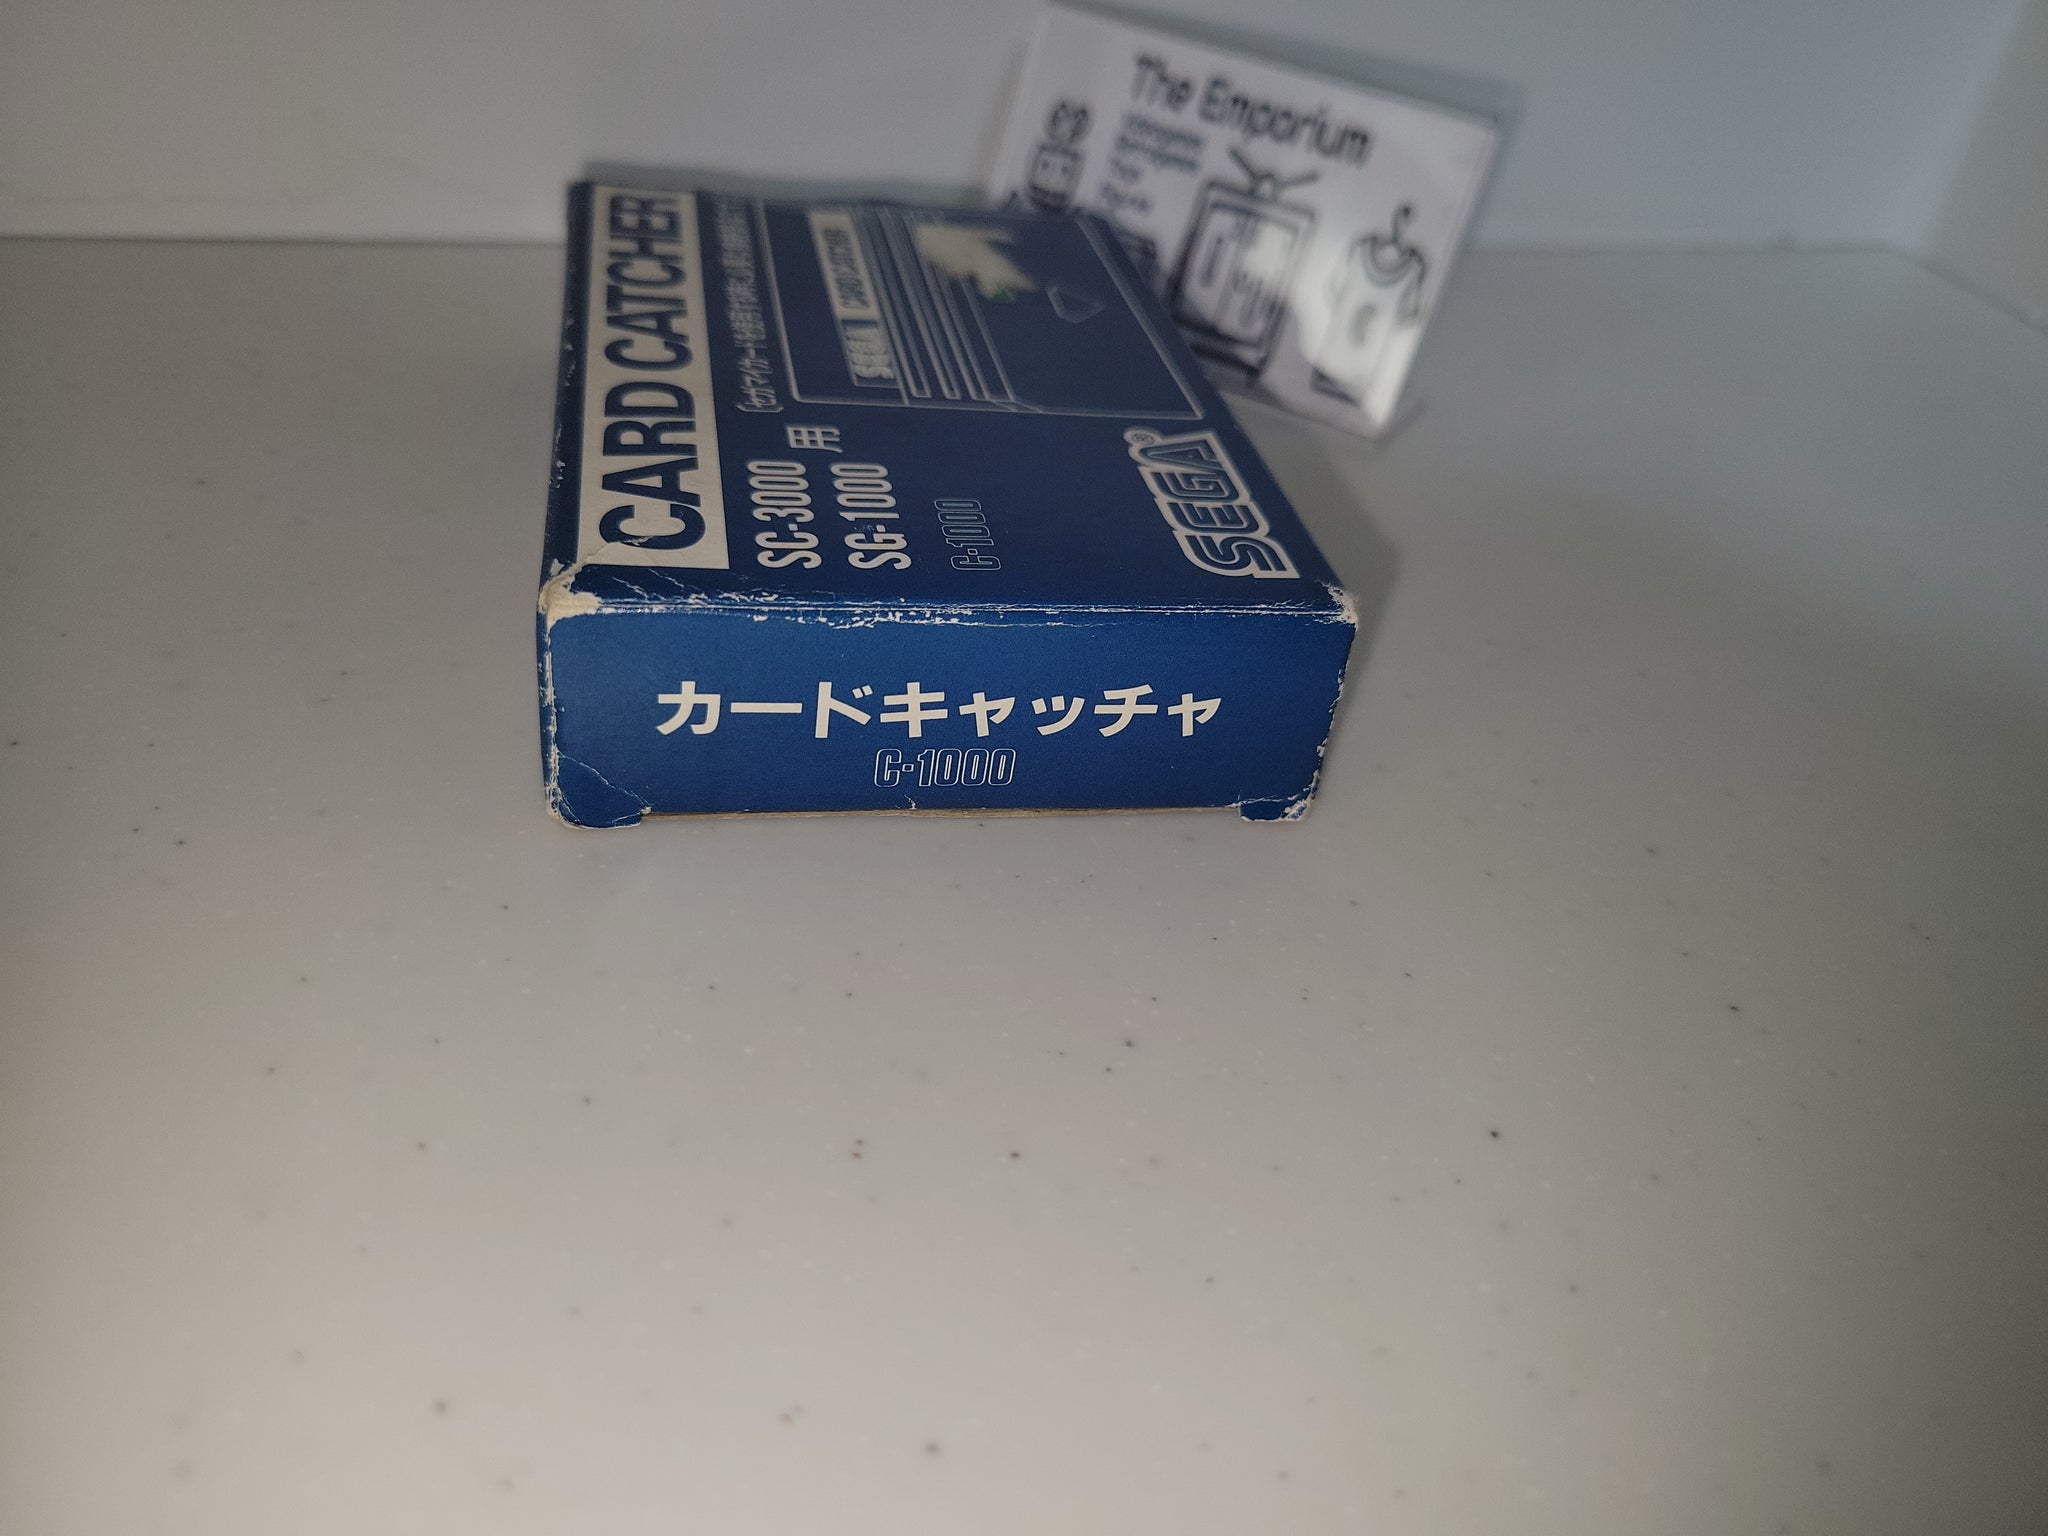 CARD CATCHER
SC-3000
SG-1000
用
C-1000
SEGA®
SEGA
CARD CATCHER
カードキャッチャ
C-1000
The Emporium